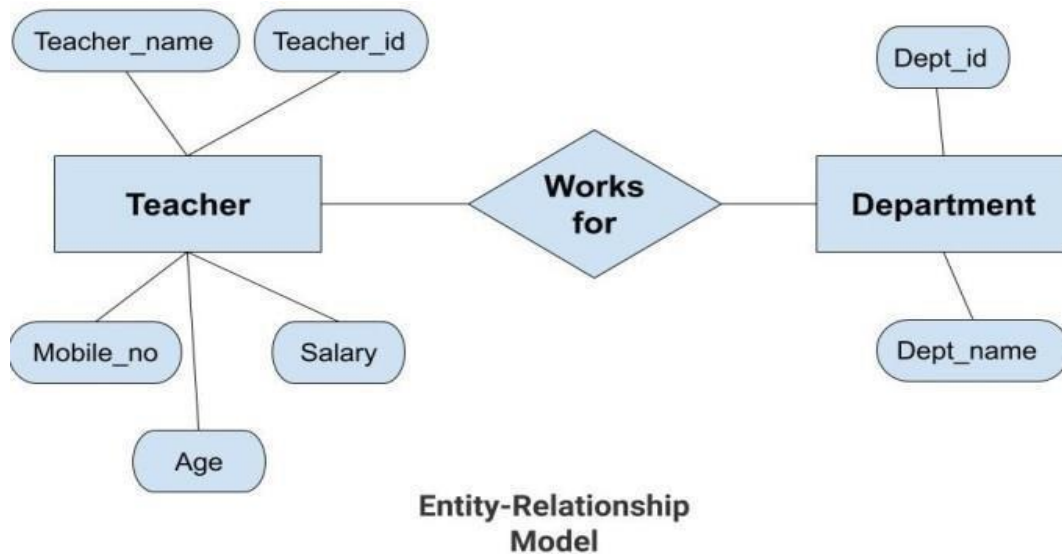 Teacher_name
Teacher_id
Dept_id
Teacher
Works
for
Department
Mobile_no
Salary
Dept_name
Age
Entity-Relationship
Model